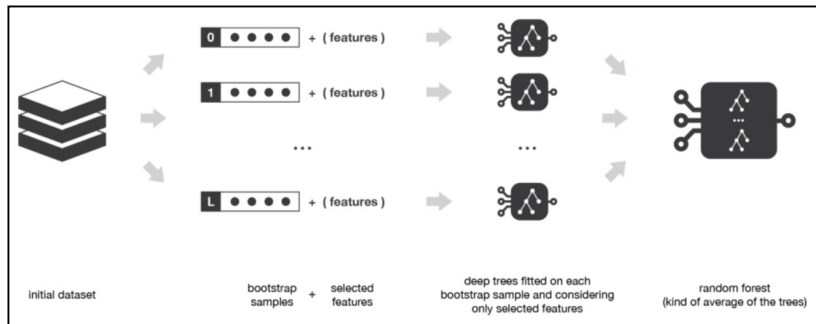 0 + ( features )
1 + ( features )
... ...
L + ( features )
initial dataset
bootstrap samples + selected features
deep trees fitted on each
bootstrap sample and considering
only selected features
random forest
(kind of average of the trees)